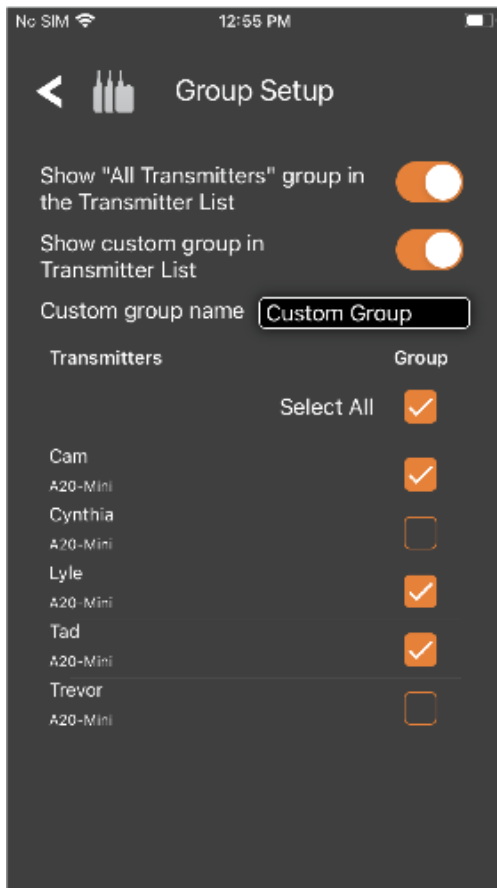 No SIM 12:55 PM
Group Setup
Show "All Transmitters" group in
the Transmitter List
Show custom group in
Transmitter List
Custom group name Custom Group
Transmitters Group
Select All
Cam
A20-Mini
Cynthia
A20-Mini
Lyle
A20-Mini
Tad
A20-Mini
Trevor
A20-Mini